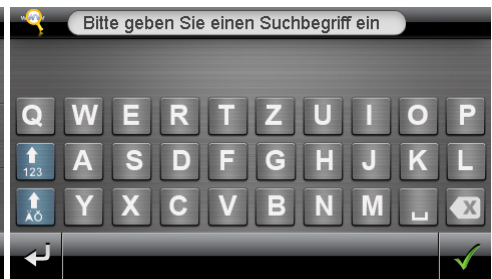 Bitte geben Sie einen Suchbegriff ein
Q W E R T Z U I O P
123 A S D F G H J K L
ÄÖ Y X C V B N M X